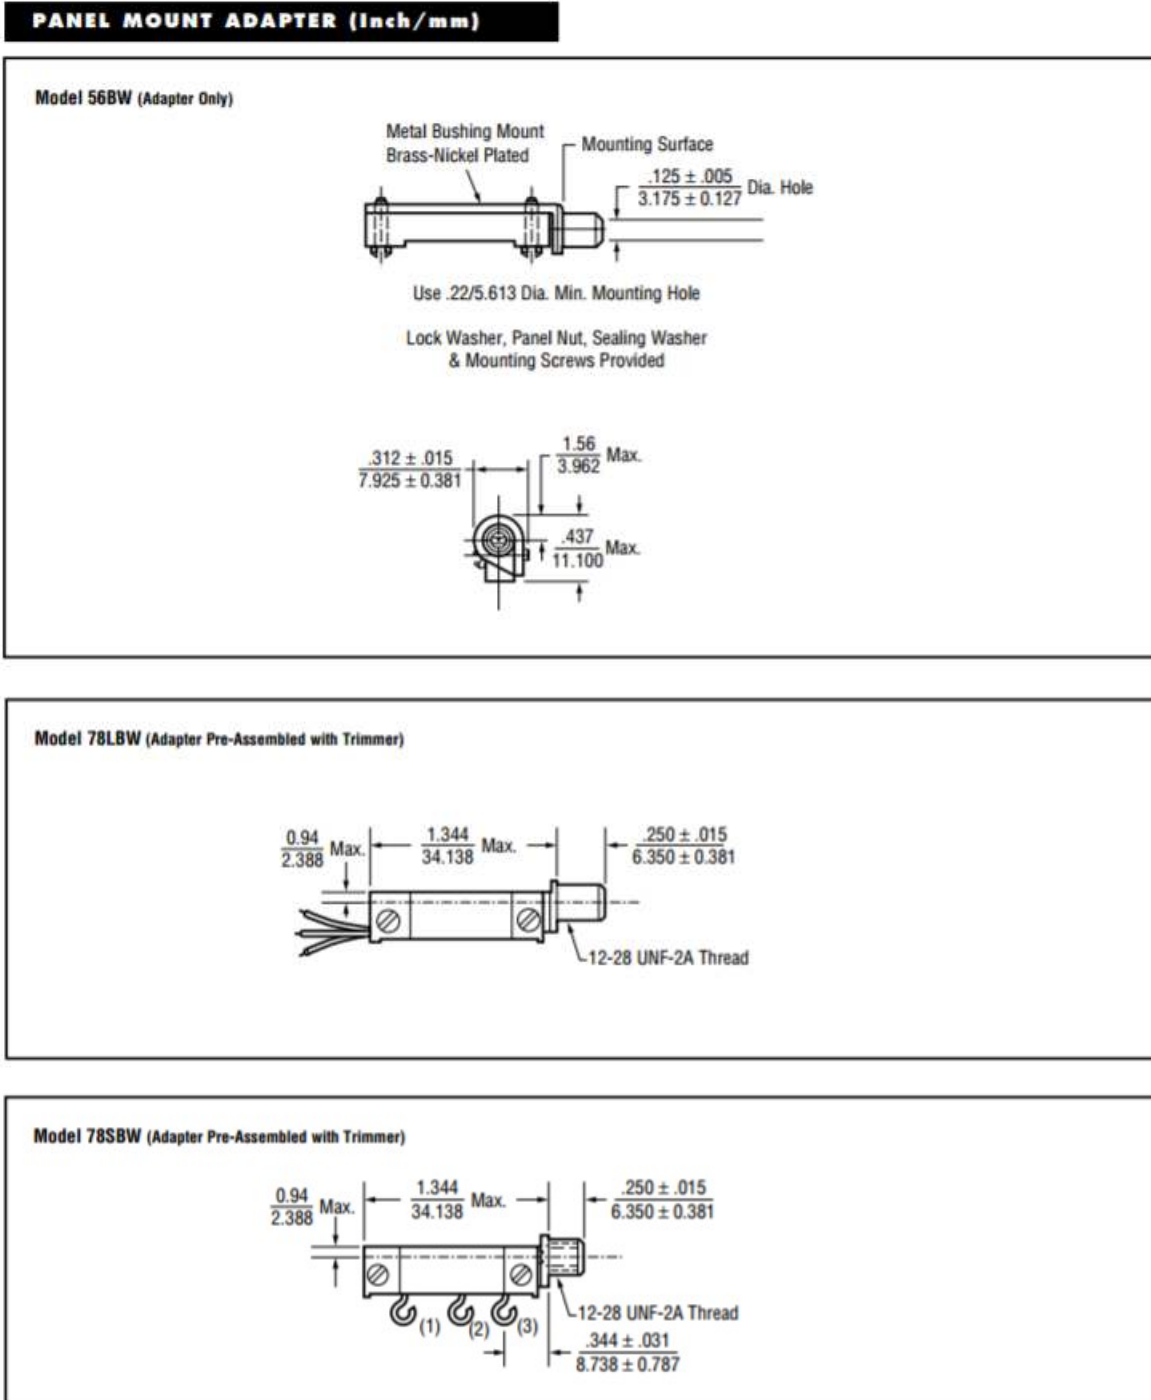 PANEL MOUNT ADAPTER (Inch/mm)
Model 56BW (Adapter Only)
Metal Bushing Mount
Brass-Nickel Plated
Mounting Surface
.125 ± .005
3.175 ± 0.127
Dia. Hole
Use .22/5.613 Dia. Min. Mounting Hole
Lock Washer, Panel Nut, Sealing Washer
& Mounting Screws Provided
.312 ± .015
7.925 ± 0.381
1.56
3.962
Max.
.437
11.100
Max.
Model 78LBW (Adapter Pre-Assembled with Trimmer)
0.94
2.388
Max.
1.344
34.138
Max.
.250 ± .015
6.350 ± 0.381
12-28 UNF-2A Thread
Model 78SBW (Adapter Pre-Assembled with Trimmer)
0.94
2.388
Max.
1.344
34.138
Max.
.250 ± .015
6.350 ± 0.381
12-28 UNF-2A Thread
(1)
(2)
(3)
.344 ± .031
8.738 ± 0.787